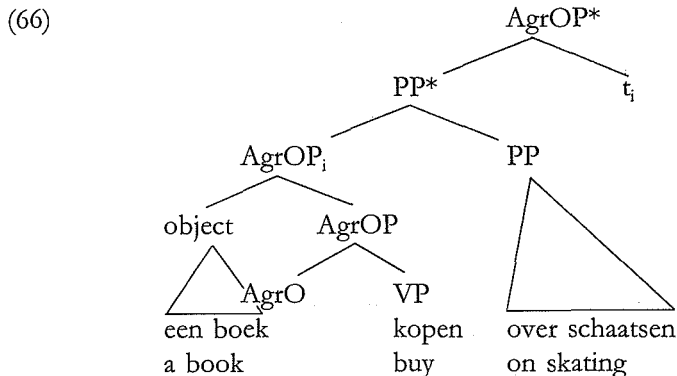 (66) AgrOP*
PP* tᵢ
AgrOPᵢ PP
object AgrOP
AgrO VP
een boek kopen over schaatsen
a book buy on skating